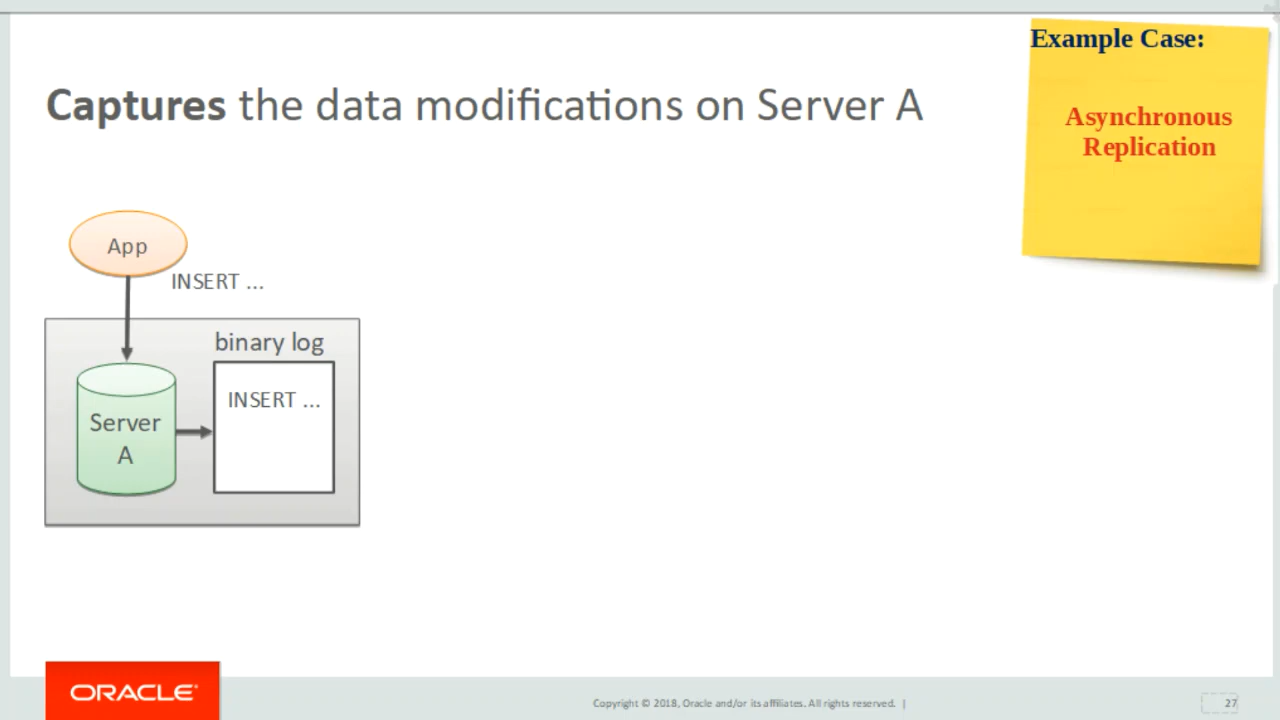 Example Case:
Captures the data modifications on Server A
Asynchronous
Replication
App
INSERT ...
binary log
INSERT ...
Server
A
ORACLE
Copyright © 2018, Oracle and/or its affiliates. All rights reserved. |
27